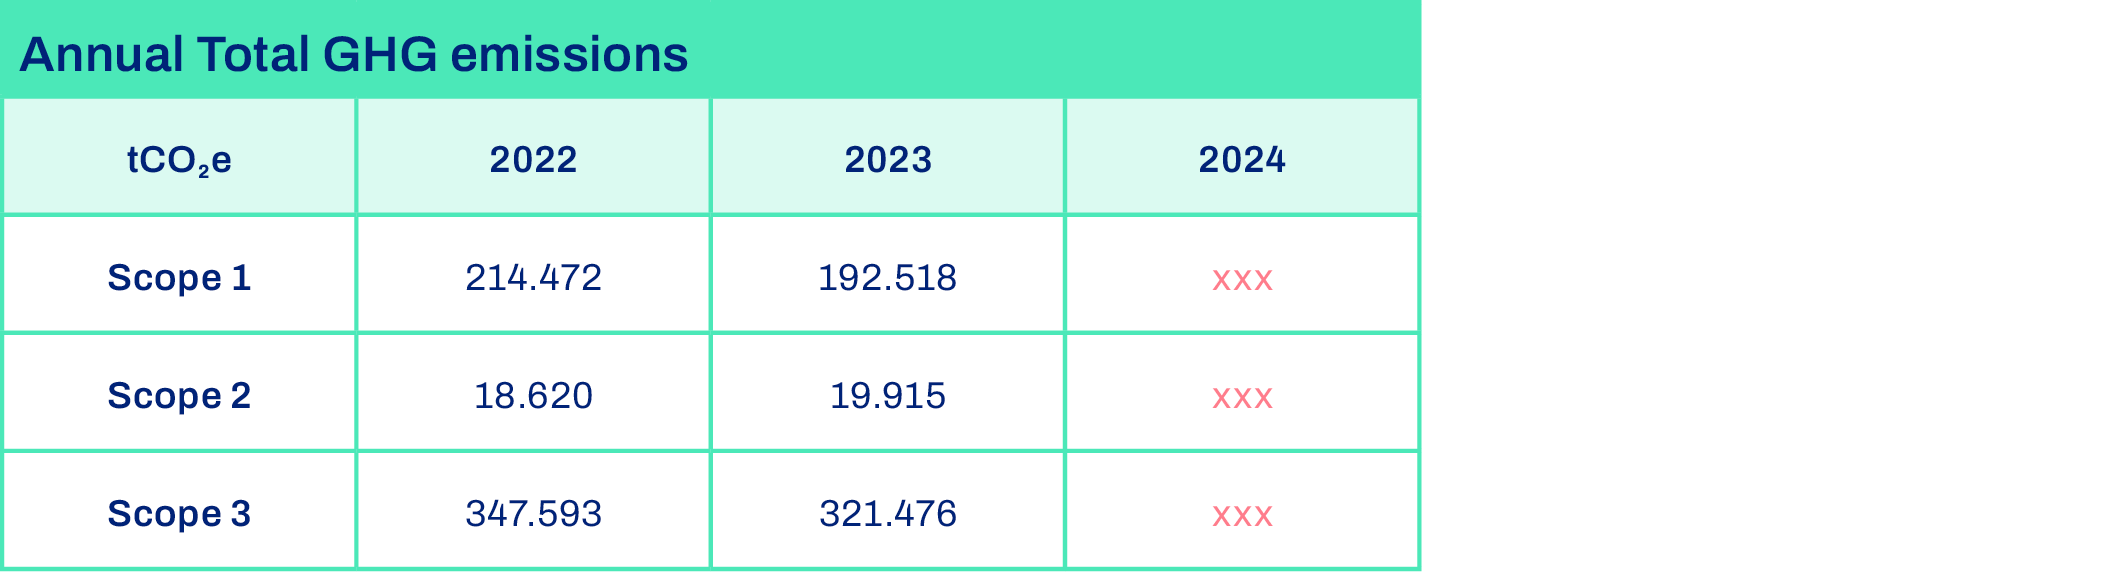 Annual Total GHG emissions
tCO₂e 2022 2023 2024
Scope 1 214.472 192.518 xxx
Scope 2 18.620 19.915 xxx
Scope 3 347.593 321.476 xxx